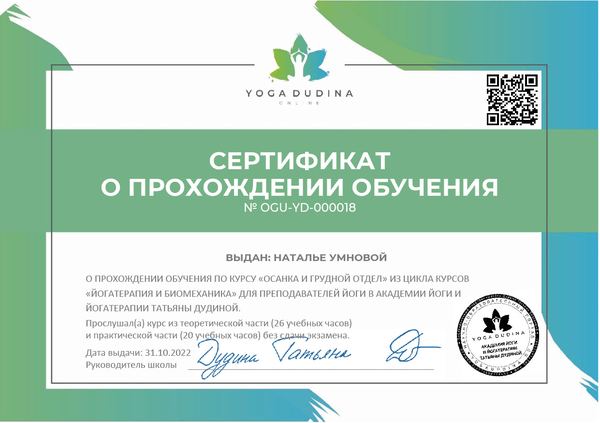 YOGA DUDINA
ONLINE
СЕРТИФИКАТ
О ПРОХОЖДЕНИИ ОБУЧЕНИЯ
№ OGU-YD-000018
ВЫДАН: НАТАЛЬЕ УМНОВОЙ
О ПРОХОЖДЕНИИ ОБУЧЕНИЯ ПО КУРСУ «ОСАНКА И ГРУДНОЙ ОТДЕЛ» ИЗ ЦИКЛА КУРСОВ
«ЙОГАТЕРАПИЯ И БИОМЕХАНИКА» ДЛЯ ПРЕПОДАВАТЕЛЕЙ ЙОГИ В АКАДЕМИИ ЙОГИ И
ЙОГАТЕРАПИИ ТАТЬЯНЫ ДУДИНОЙ.
Прослушал(а) курс из теоретической части (26 учебных часов)
и практической части (20 учебных часов) без сдачи экзамена.
Дата выдачи: 31.10.2022
Руководитель школы
Дудина Татьяна
YOGA DUDINA
АКАДЕМИЯ ЙОГИ
И ЙОГАТЕРАПИИ
ТАТЬЯНЫ ДУДИНОЙ